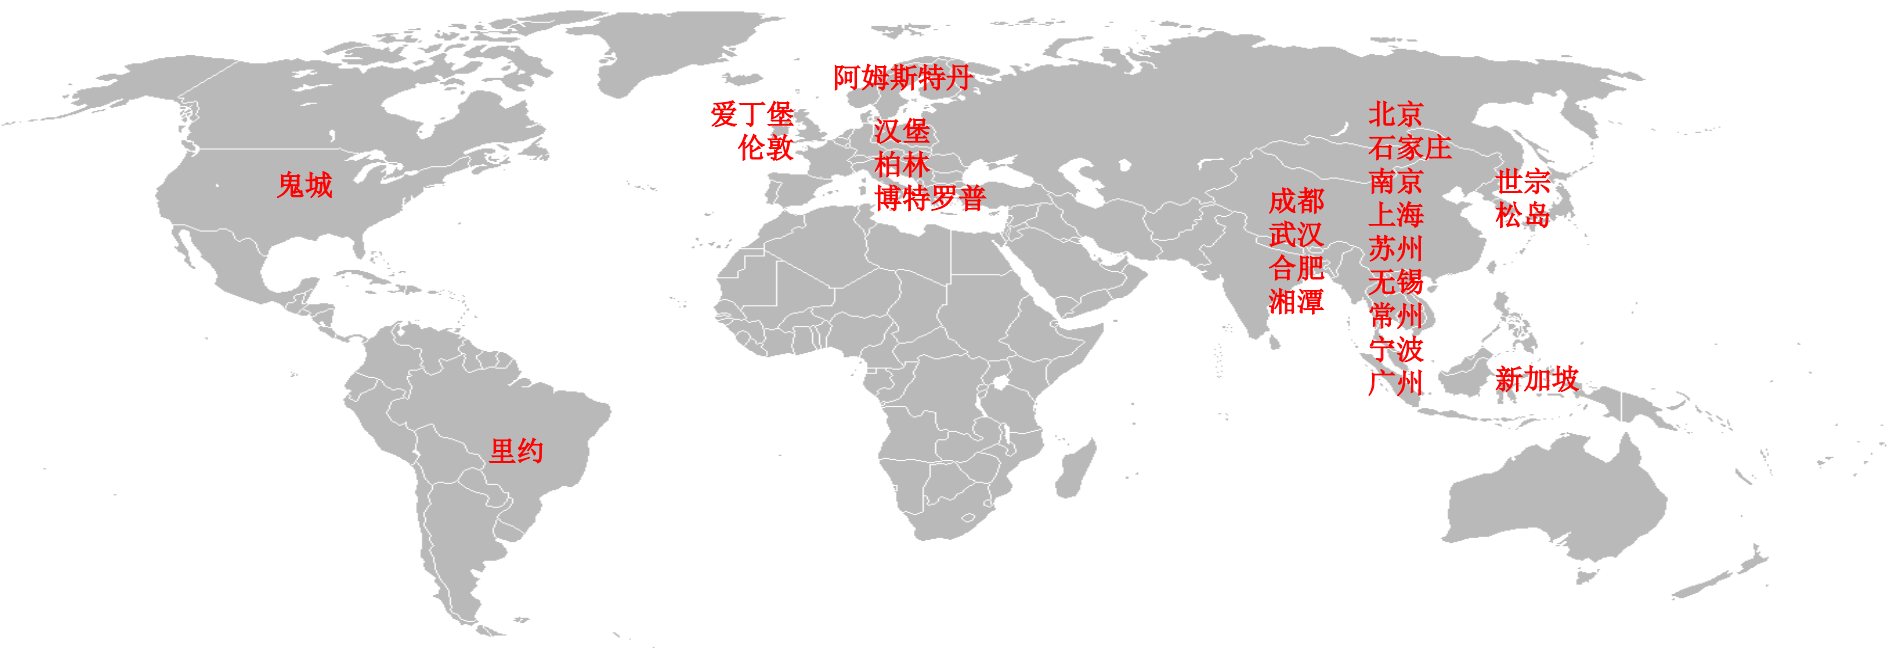 阿姆斯特丹
爱丁堡
伦敦
汉堡
柏林
博特罗普
鬼城
里约
成都
武汉
合肥
湘潭
北京
石家庄
南京
上海
苏州
无锡
常州
宁波
广州
世宗
松岛
新加坡